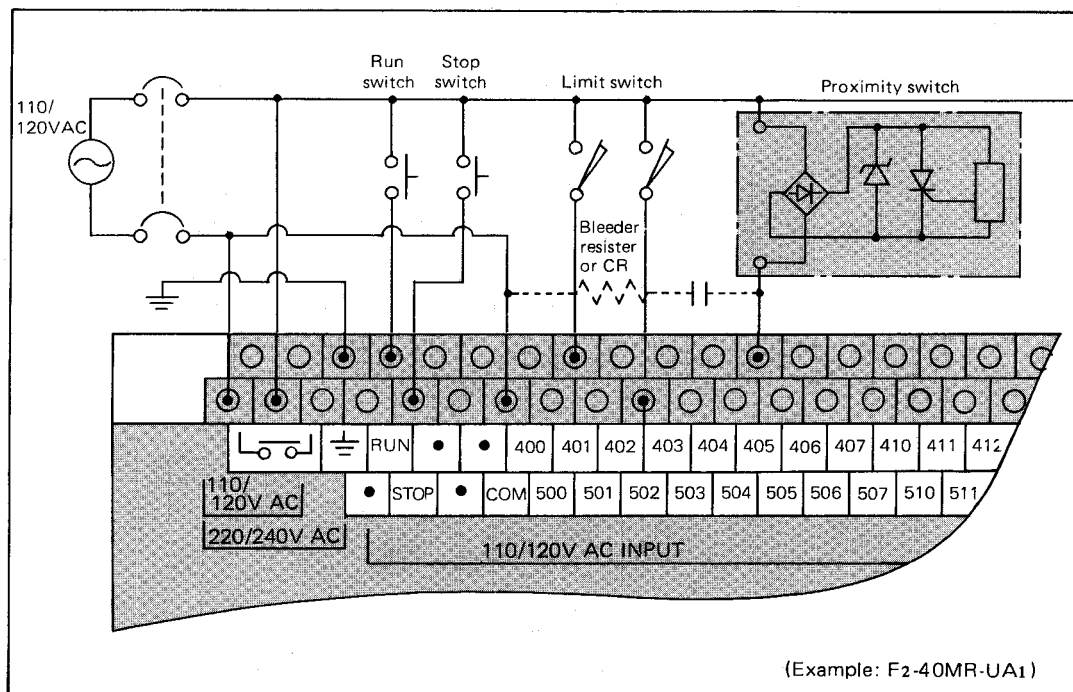 Run
switch
Stop
switch
Limit switch
Proximity switch
110/
120VAC
Bleeder
resister
or CR
RUN • • 400 401 402 403 404 405 406 407 410 411 412
• STOP • COM 500 501 502 503 504 505 506 507 510 511
110/
120V AC
220/240V AC
110/120V AC INPUT
(Example: F2-40MR-UA1)